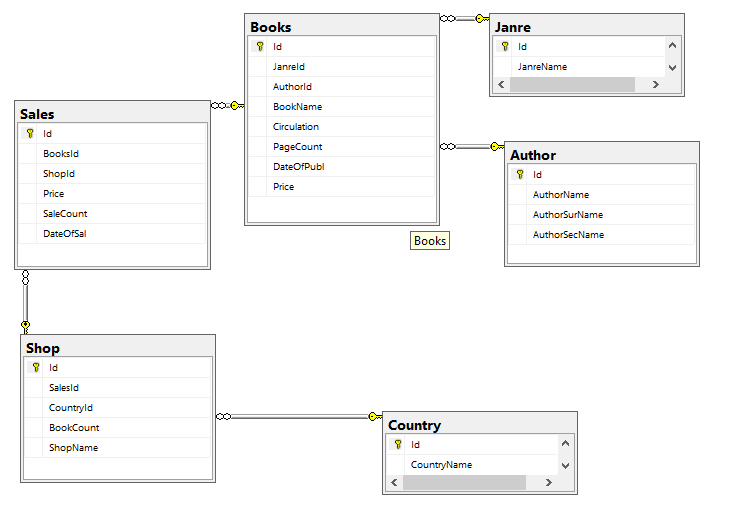 Books
Id
JanreId
AuthorId
BookName
Circulation
PageCount
DateOfPubl
Price
Janre
Id
JanreName
Sales
Id
BooksId
ShopId
Price
SaleCount
DateOfSal
Author
Id
AuthorName
AuthorSurName
AuthorSecName
Books
Shop
Id
SalesId
CountryId
BookCount
ShopName
Country
Id
CountryName